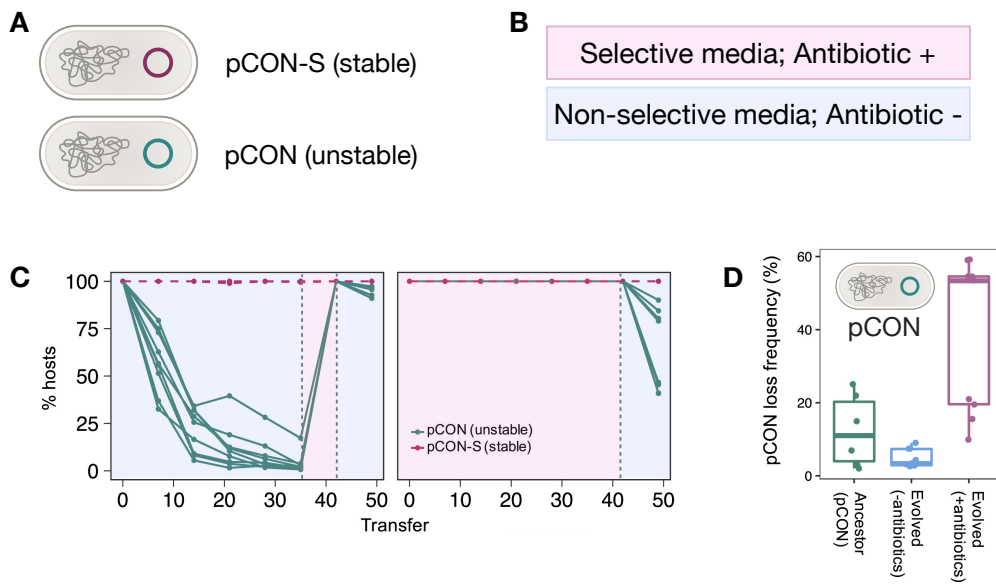 A
pCON-S (stable)
pCON (unstable)
B
Selective media; Antibiotic +
Non-selective media; Antibiotic -
C
% hosts
100
75
50
25
0
0 10 20 30 40 50
0 10 20 30 40 50
Transfer
pCON (unstable)
pCON-S (stable)
D
pCON loss frequency (%)
60
40
20
0
pCON
Ancestor
(pCON)
Evolved
(-antibiotics)
Evolved
(+antibiotics)